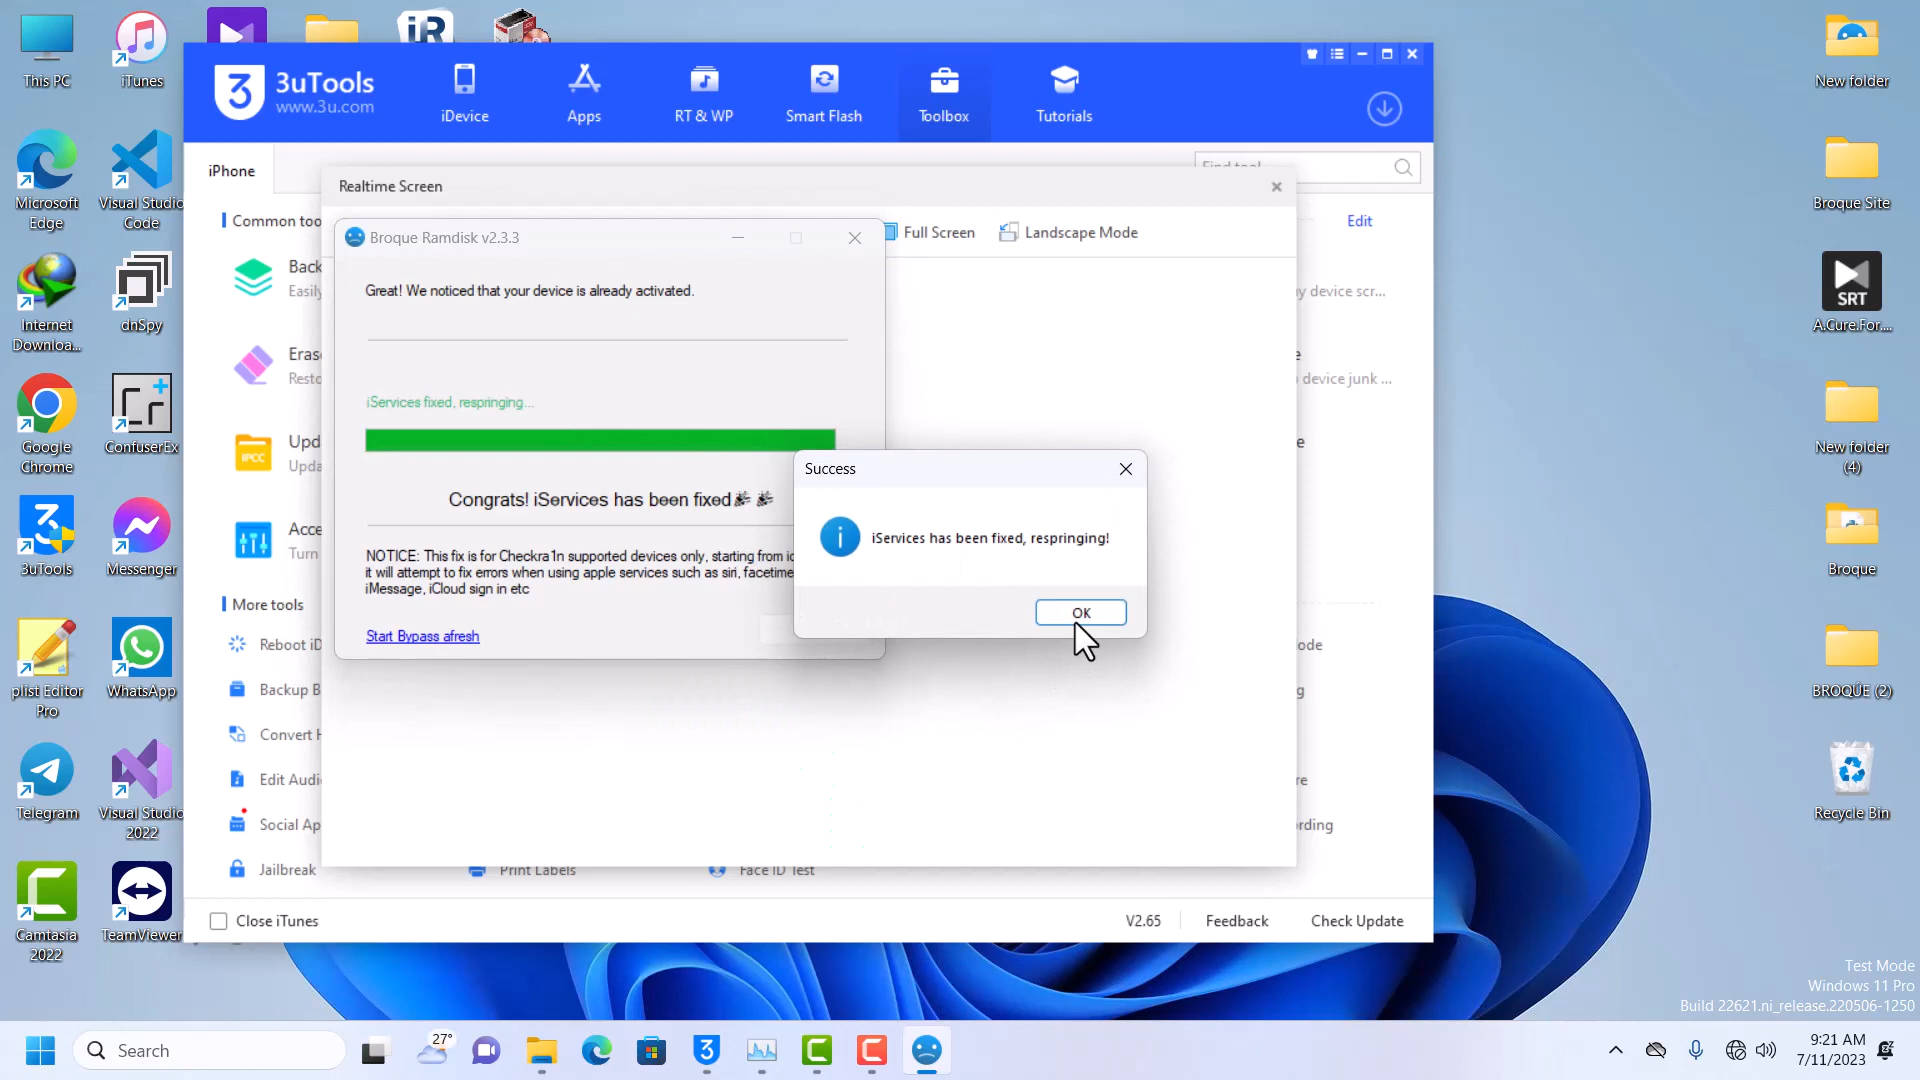 This PC
iTunes
Microsoft
Edge
Visual Studio
Code
Internet
Downloa...
dnSpy
Google
Chrome
ConfuserEx
3uTools
Messenger
plist Editor
Pro
WhatsApp
Telegram
Visual Studio
2022
Camtasia
2022
TeamViewer
iR
3
3uTools
www.3u.com
iDevice
Apps
RT & WP
Smart Flash
Toolbox
Tutorials
iPhone
Find tool
Common too
Edit
Back
Easily
Eras
Resto
IPCC
Upd
Upda
Acce
Turn
More tools
Reboot iD
Backup B
Convert H
Edit Audi
Social Ap
Jailbreak
Print Labels
Face ID Test
y device scr...
e
device junk ...
e
ode
g
re
rding
Close iTunes
V2.65
Feedback
Check Update
Realtime Screen
Full Screen
Landscape Mode
Broque Ramdisk v2.3.3
Great! We noticed that your device is already activated.
iServices fixed, respringing...
Congrats! iServices has been fixed🎉 🎉
NOTICE: This fix is for Checkra1n supported devices only, starting from ic
it will attempt to fix errors when using apple services such as siri, facetime
iMessage, iCloud sign in etc
Start Bypass afresh
Success
iServices has been fixed, respringing!
OK
New folder
Broque Site
SRT
A.Cure.For....
New folder
(4)
Broque
BROQUE (2)
Recycle Bin
Test Mode
Windows 11 Pro
Build 22621.ni_release.220506-1250
Search
27°
9:21 AM
7/11/2023